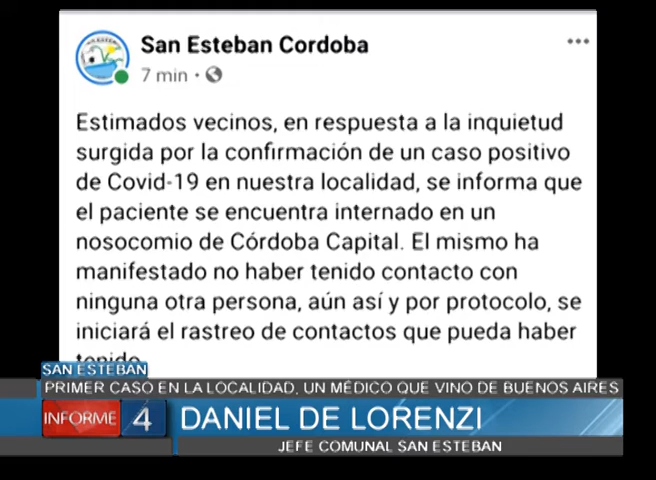 San Esteban Cordoba
7 min
Estimados vecinos, en respuesta a la inquietud
surgida por la confirmación de un caso positivo
de Covid-19 en nuestra localidad, se informa que
el paciente se encuentra internado en un
nosocomio de Córdoba Capital. El mismo ha
manifestado no haber tenido contacto con
ninguna otra persona, aún así y por protocolo, se
iniciará el rastreo de contactos que pueda haber
tenido.
SAN ESTEBAN
PRIMER CASO EN LA LOCALIDAD, UN MÉDICO QUE VINO DE BUENOS AIRES
INFORME 4 DANIEL DE LORENZI
JEFE COMUNAL SAN ESTEBAN